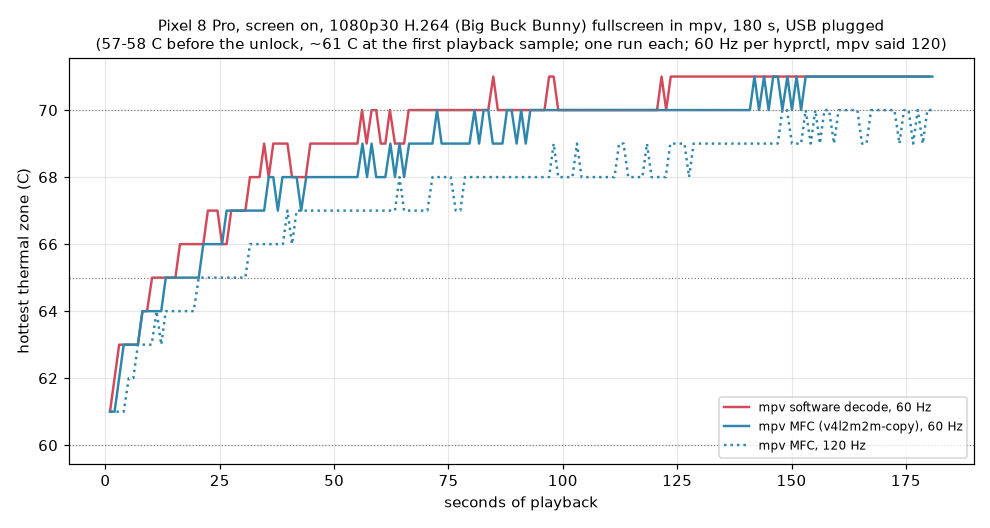 Pixel 8 Pro, screen on, 1080p30 H.264 (Big Buck Bunny) fullscreen in mpv, 180 s, USB plugged
(57-58 C before the unlock, ~61 C at the first playback sample; one run each; 60 Hz per hyprctl, mpv said 120)
hottest thermal zone (C)
70
68
66
64
62
60
mpv software decode, 60 Hz
mpv MFC (v4l2m2m-copy), 60 Hz
mpv MFC, 120 Hz
0 25 50 75 100 125 150 175
seconds of playback